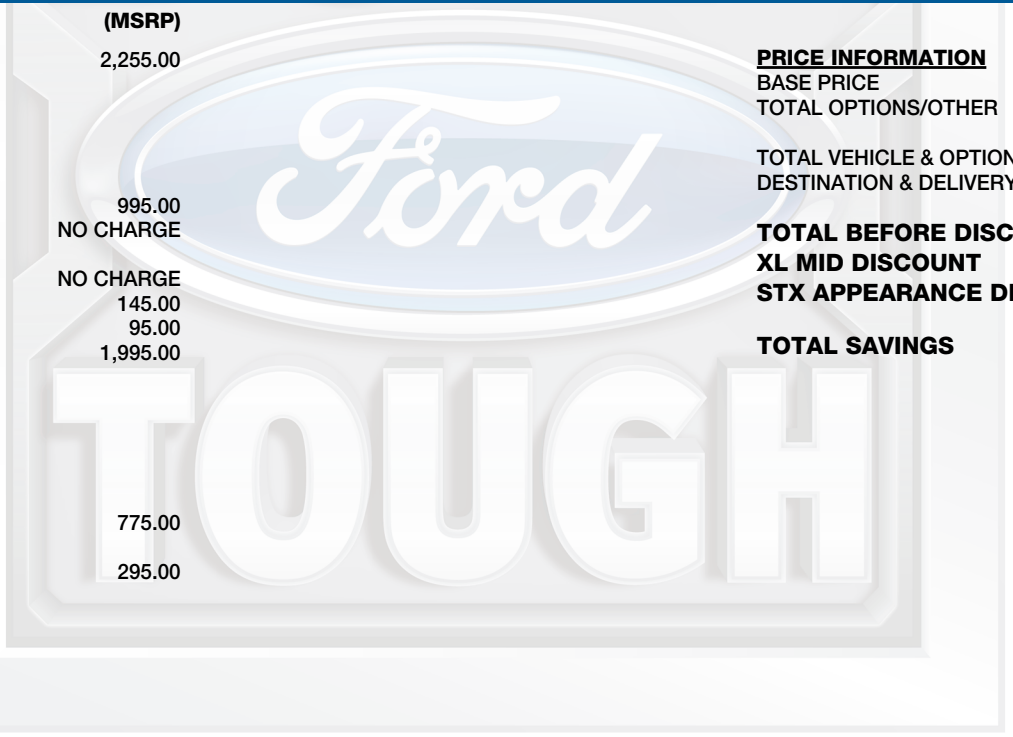 (MSRP)
2,255.00
995.00
NO CHARGE
NO CHARGE
145.00
95.00
1,995.00
775.00
295.00
PRICE INFORMATION
BASE PRICE
TOTAL OPTIONS/OTHER
TOTAL VEHICLE & OPTION
DESTINATION & DELIVERY
TOTAL BEFORE DISC
XL MID DISCOUNT
STX APPEARANCE DI
TOTAL SAVINGS
Ford
TOUGH